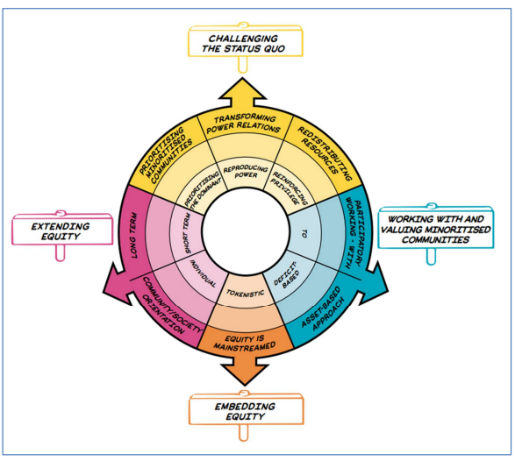 CHALLENGING
THE STATUS QUO
PRIORITISING
MINORITISED
COMMUNITIES
TRANSFORMING
POWER RELATIONS
REDISTRIBUTING
RESOURCES
PRIORITISING
THE DOMINANT
REPRODUCING
POWER
REINFORCING
PRIVILEGE
EXTENDING
EQUITY
LONG TERM
SHORT TERM
TO
PARTICIPATORY
WORKING - WITH
WORKING WITH AND
VALUING MINORITISED
COMMUNITIES
COMMUNITY/SOCIETY
ORIENTATION
INDIVIDUAL
TOKENISTIC
DEFICIT-
BASED
ASSET-BASED
APPROACH
EQUITY IS
MAINSTREAMED
EMBEDDING
EQUITY